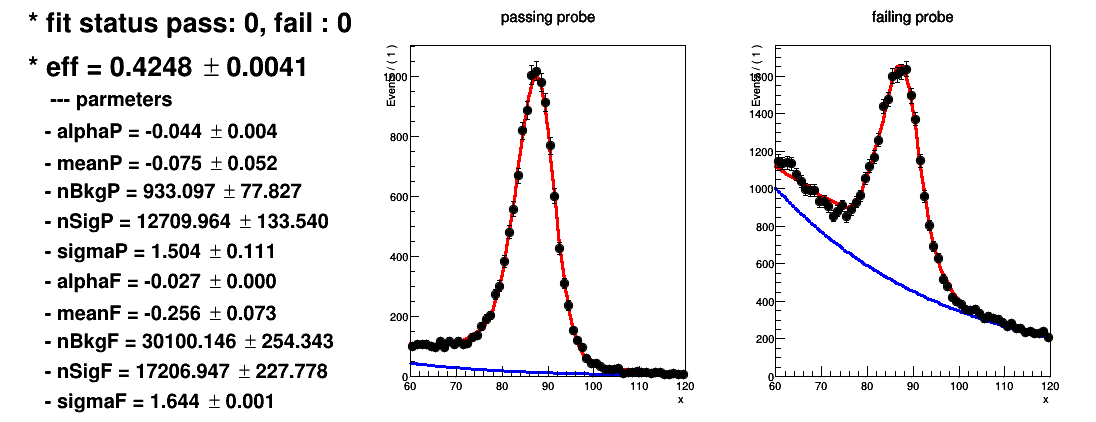 * fit status pass: 0, fail : 0
* eff = 0.4248 ± 0.0041
--- parmeters
- alphaP = -0.044 ± 0.004
- meanP = -0.075 ± 0.052
- nBkgP = 933.097 ± 77.827
- nSigP = 12709.964 ± 133.540
- sigmaP = 1.504 ± 0.111
- alphaF = -0.027 ± 0.000
- meanF = -0.256 ± 0.073
- nBkgF = 30100.146 ± 254.343
- nSigF = 17206.947 ± 227.778
- sigmaF = 1.644 ± 0.001
passing probe
Events / ( 1 )
1000
800
600
400
200
0
60 70 80 90 100 110 120
x
failing probe
Events / ( 1 )
1600
1400
1200
1000
800
600
400
200
0
60 70 80 90 100 110 120
x